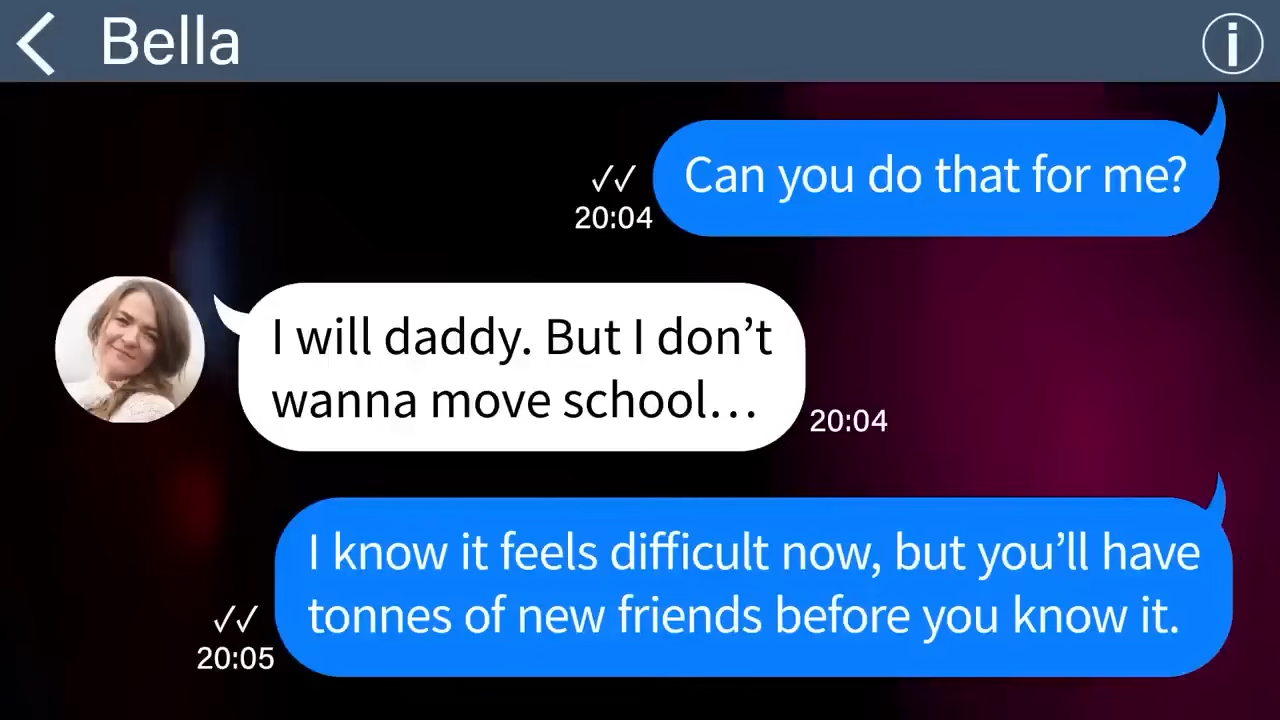 Bella
Can you do that for me?
✓✓
20:04
I will daddy. But I don’t
wanna move school...
20:04
I know it feels difficult now, but you’ll have
tonnes of new friends before you know it.
✓✓
20:05